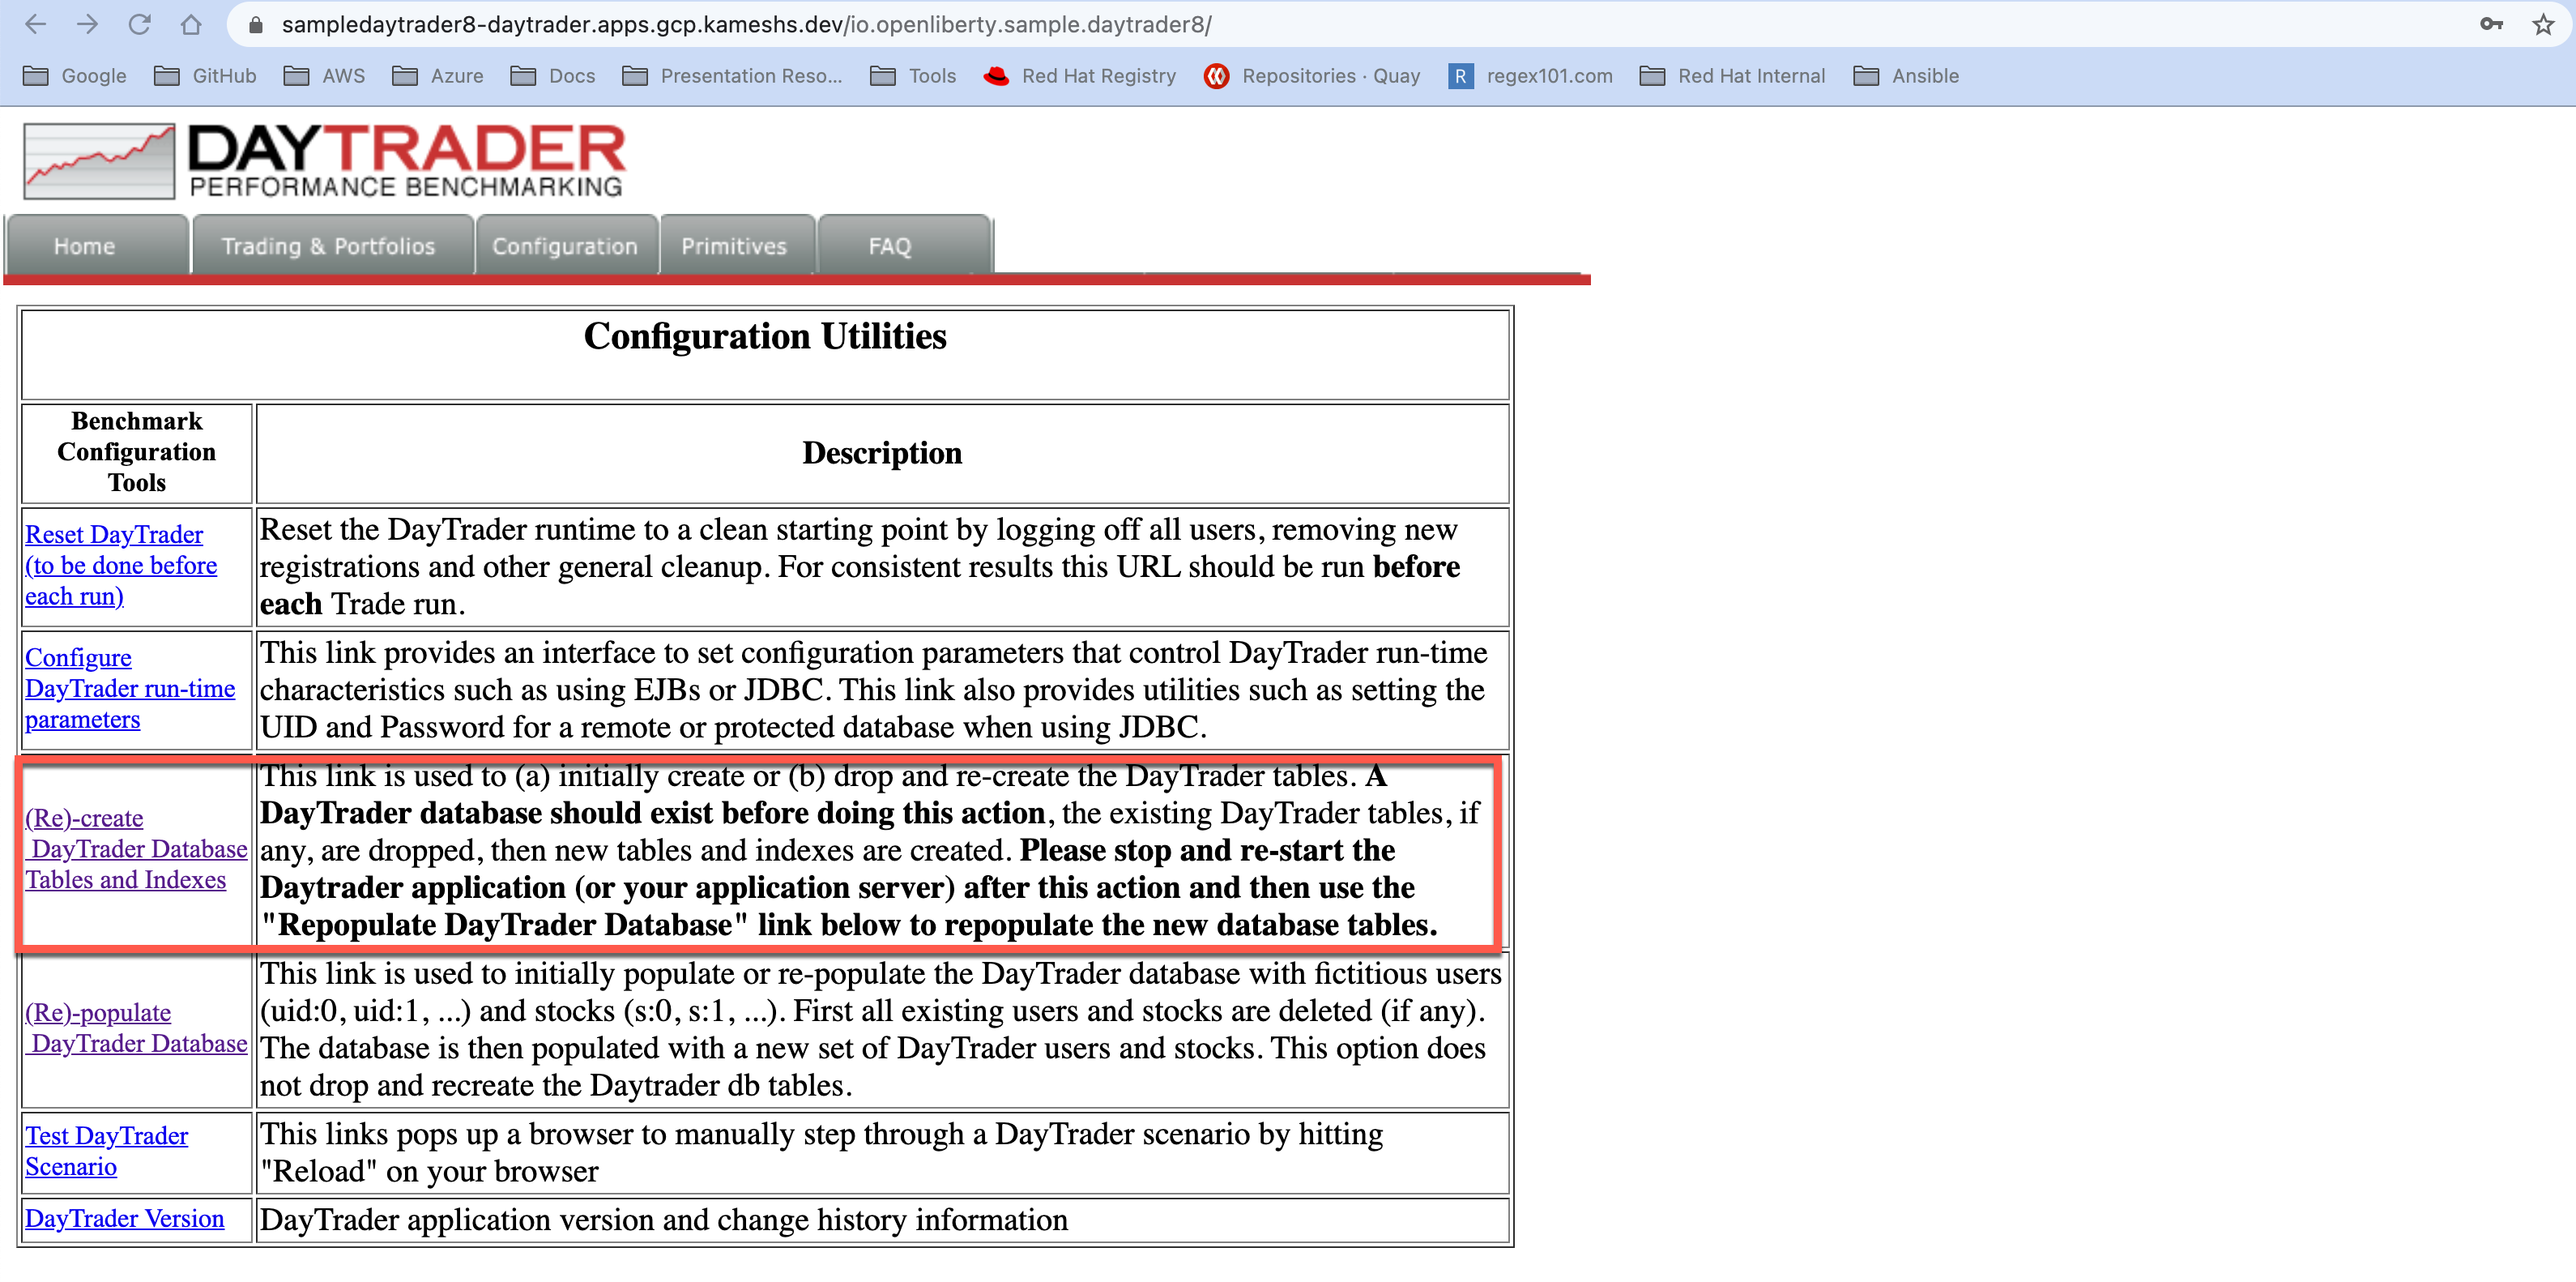 sampledaytrader8-daytrader.apps.gcp.kameshs.dev/io.openliberty.sample.daytrader8/
Google GitHub AWS Azure Docs Presentation Reso... Tools Red Hat Registry Repositories · Quay R regex101.com Red Hat Internal Ansible
DAYTRADER
PERFORMANCE BENCHMARKING
Home Trading & Portfolios Configuration Primitives FAQ
Configuration Utilities
Benchmark
Configuration
Tools
Description
Reset DayTrader
(to be done before
each run)
Reset the DayTrader runtime to a clean starting point by logging off all users, removing new
registrations and other general cleanup. For consistent results this URL should be run before
each Trade run.
Configure
DayTrader run-time
parameters
This link provides an interface to set configuration parameters that control DayTrader run-time
characteristics such as using EJBs or JDBC. This link also provides utilities such as setting the
UID and Password for a remote or protected database when using JDBC.
(Re)-create
DayTrader Database
Tables and Indexes
This link is used to (a) initially create or (b) drop and re-create the DayTrader tables. A
DayTrader database should exist before doing this action, the existing DayTrader tables, if
any, are dropped, then new tables and indexes are created. Please stop and re-start the
Daytrader application (or your application server) after this action and then use the
"Repopulate DayTrader Database" link below to repopulate the new database tables.
(Re)-populate
DayTrader Database
This link is used to initially populate or re-populate the DayTrader database with fictitious users
(uid:0, uid:1, ...) and stocks (s:0, s:1, ...). First all existing users and stocks are deleted (if any).
The database is then populated with a new set of DayTrader users and stocks. This option does
not drop and recreate the Daytrader db tables.
Test DayTrader
Scenario
This links pops up a browser to manually step through a DayTrader scenario by hitting
"Reload" on your browser
DayTrader Version
DayTrader application version and change history information